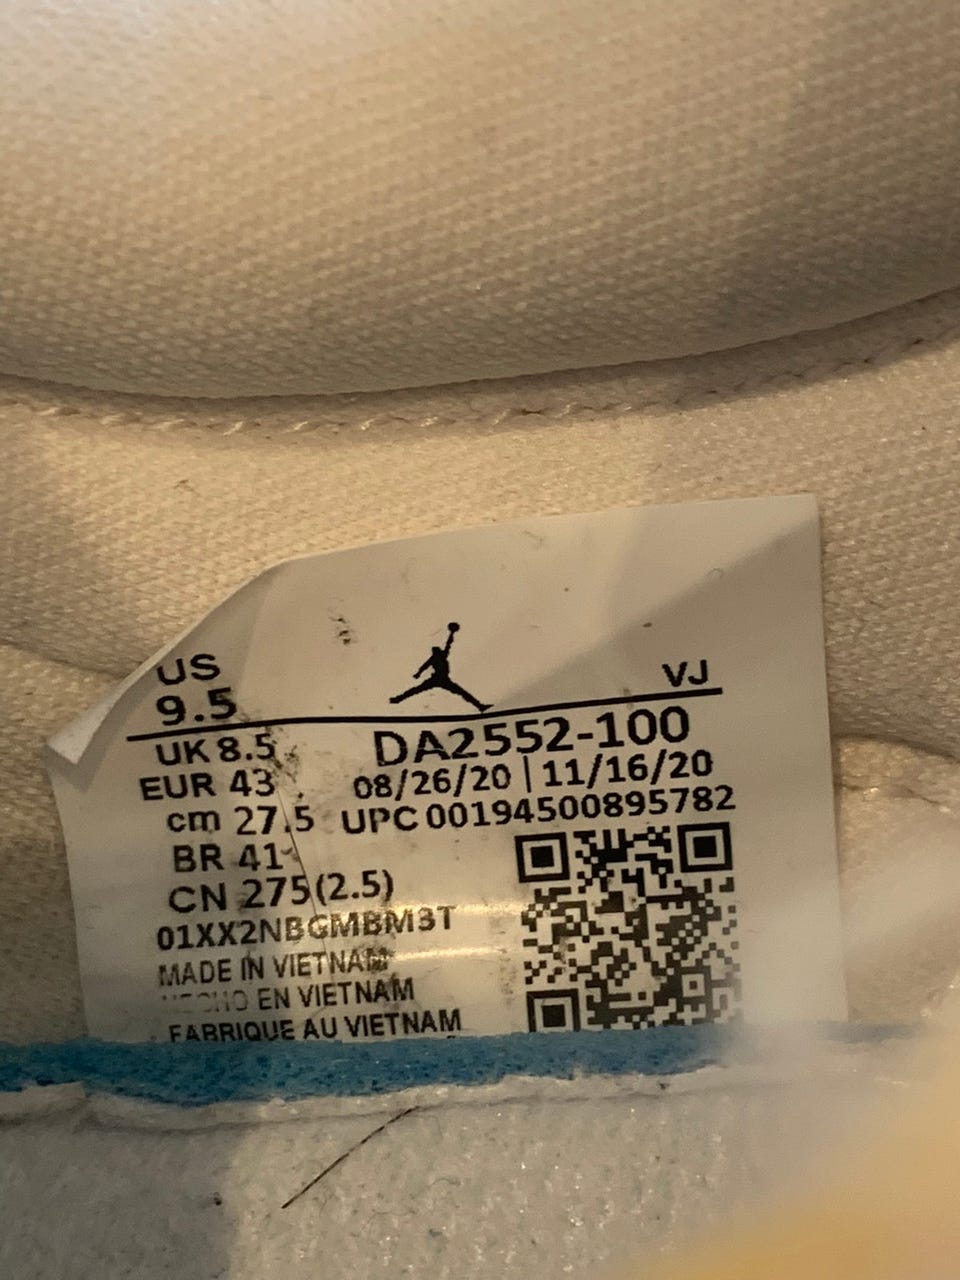 US
9.5
VJ
UK 8.5
DA2552-100
EUR 43
08/26/20 | 11/16/20
cm 27.5
UPC 00194500895782
BR 41
CN 275(2.5)
01XX2NBGMBM3T
MADE IN VIETNAM
EN VIETNAM
FABRIQUE AU VIETNAM